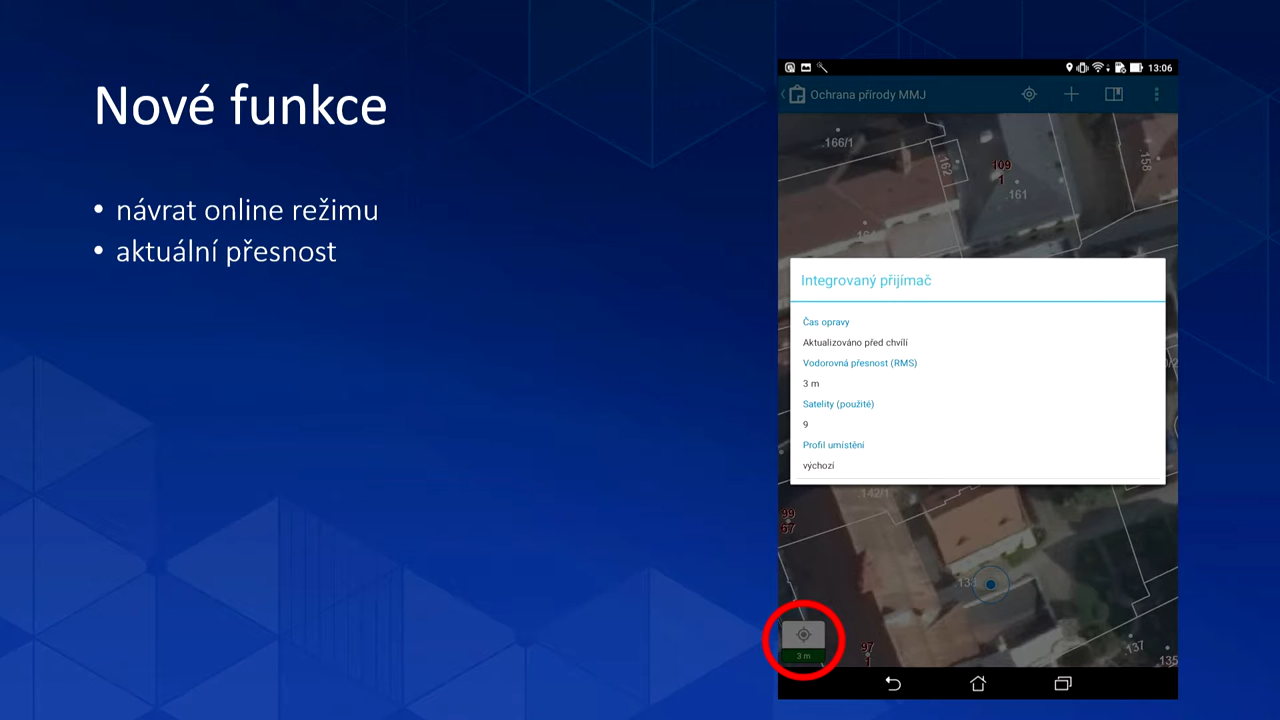 Nové funkce
• návrat online režimu
• aktuální přesnost
13:06
Ochrana přírody MMJ
.166/1
162
109
1
.161
.158
Integrovaný přijímač
Čas opravy
Aktualizováno před chvílí
Vodorovná přesnost (RMS)
3 m
Satelity (použité)
9
Profil umístění
výchozí
.142/1
99
67
3 m
97
1
137
135